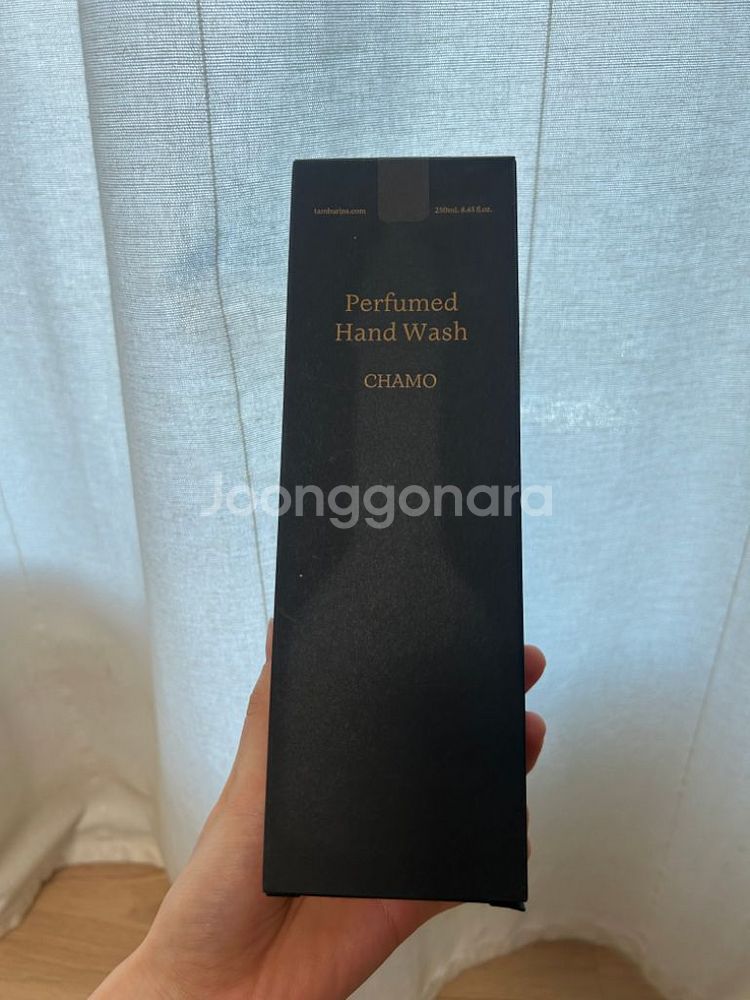 tamburins.com
250ml. 8.45 fl.oz.
Perfumed
Hand Wash
CHAMO
Joonggonara